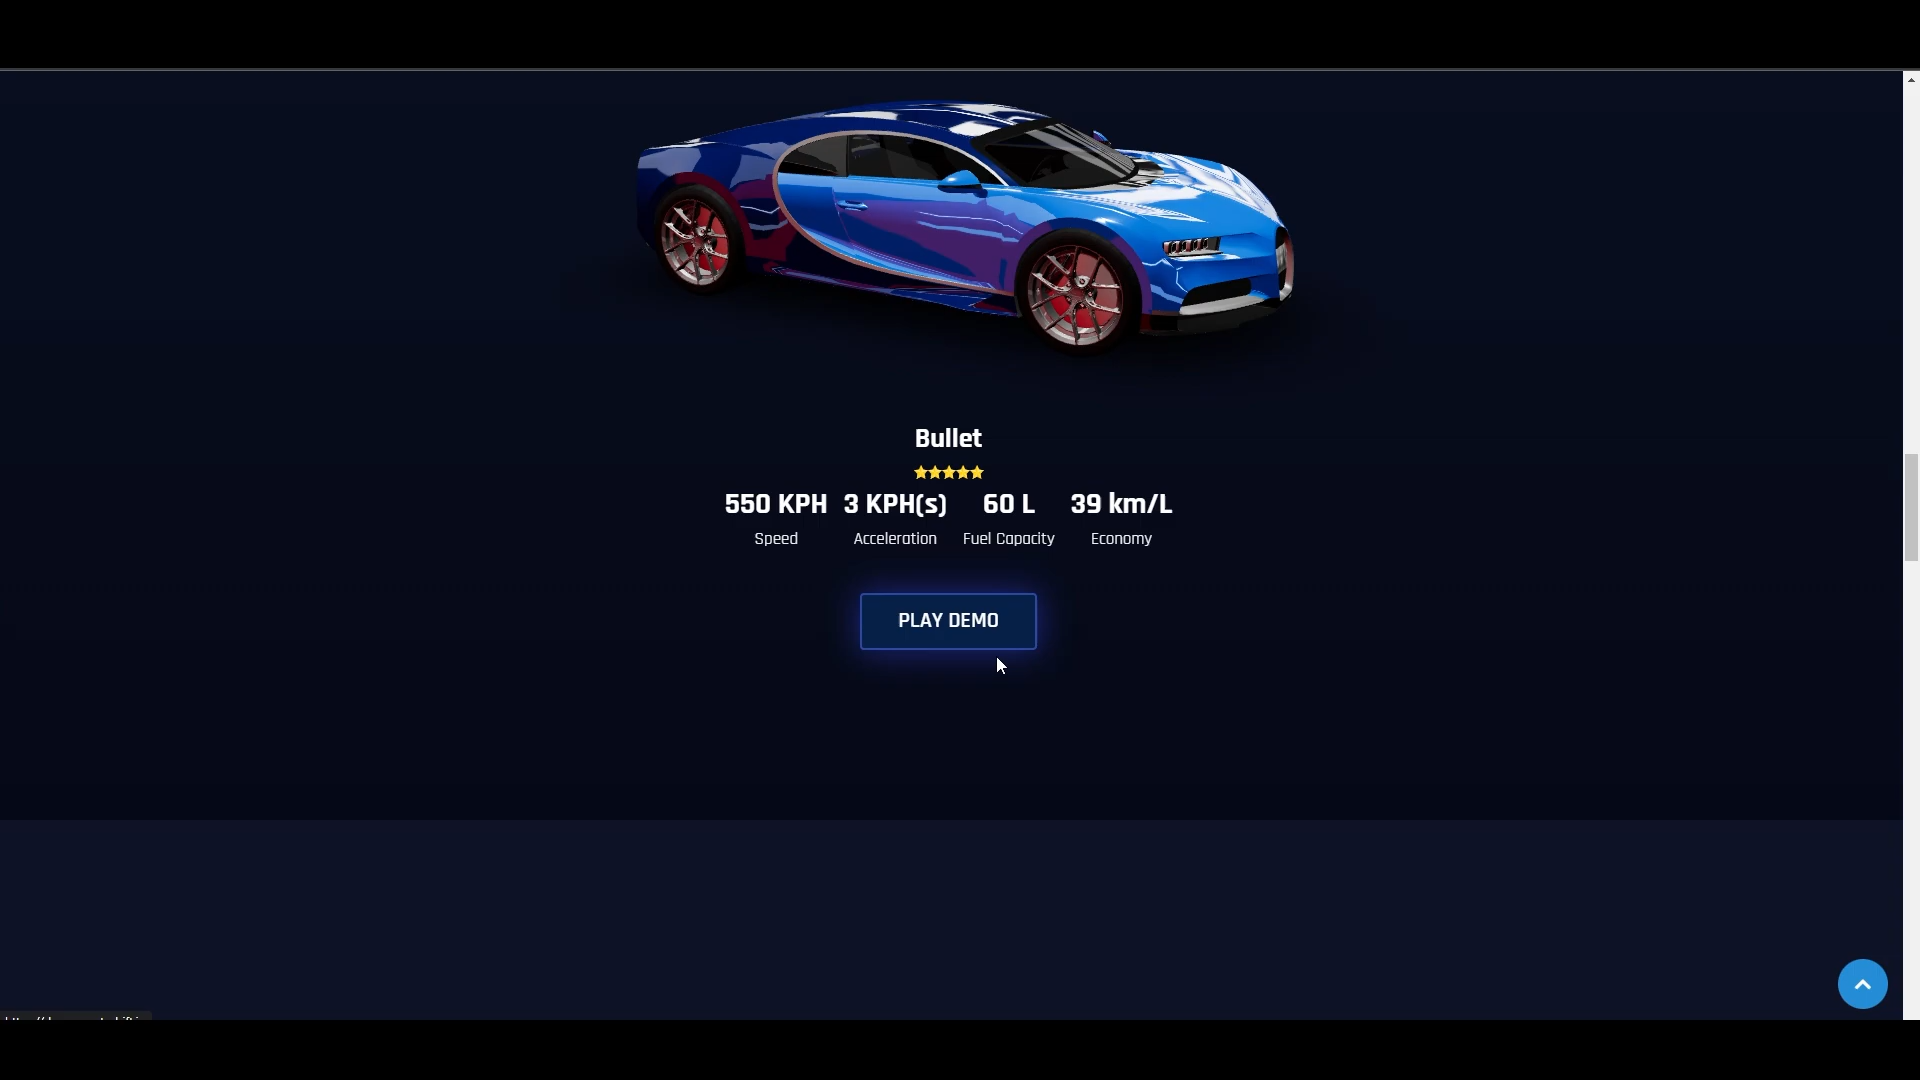 Bullet
550 KPH 3 KPH(s) 60 L 39 km/L
Speed Acceleration Fuel Capacity Economy
PLAY DEMO